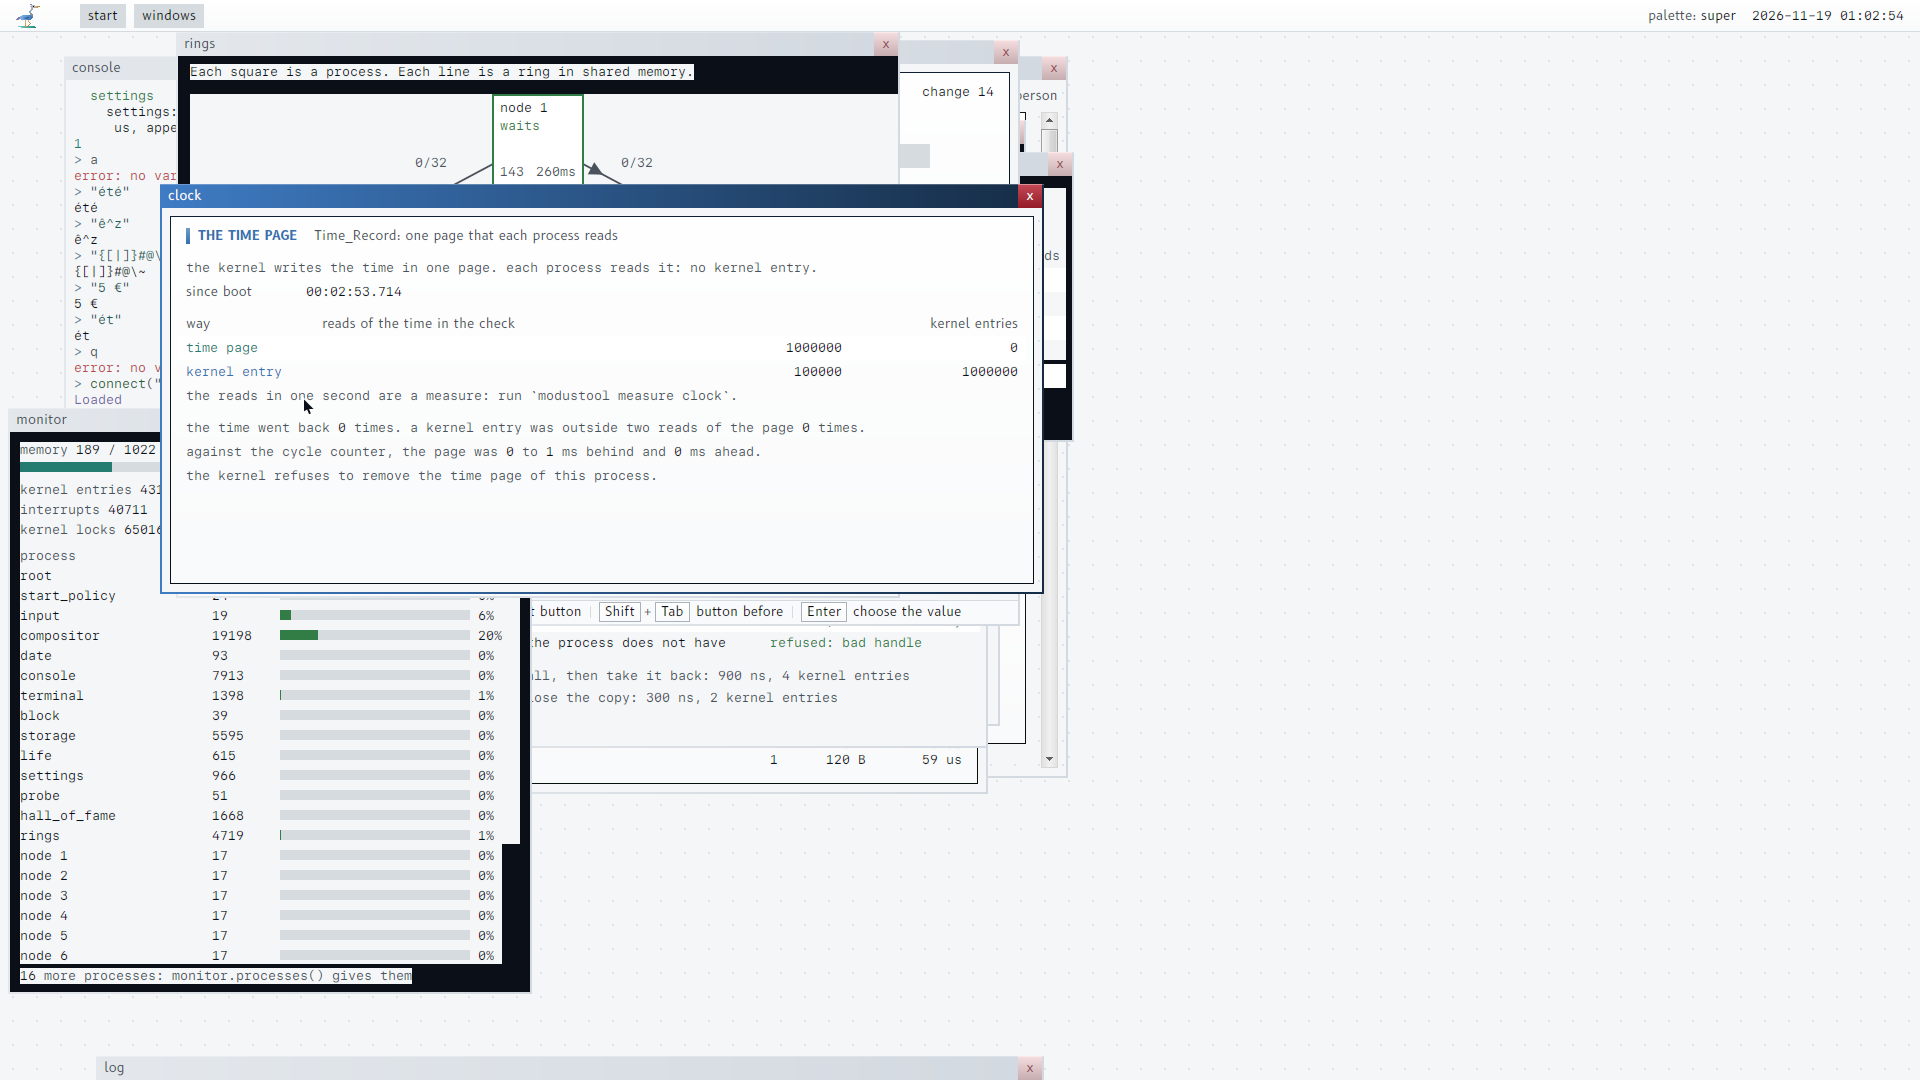 start windows palette: super 2026-11-19 01:02:54
rings x
Each square is a process. Each line is a ring in shared memory.
node 1
waits
0/32 0/32
143 260ms
x
change 14
x
person
x
ds
console
settings
settings:
us, appe
1
> a
error: no var
> "été"
été
> "ê^z"
ê^z
> "{[|]}#@\
{[|]}#@\~
> "5 €"
5 €
> "ét"
ét
> q
error: no v
> connect("
Loaded
clock x
THE TIME PAGE Time_Record: one page that each process reads
the kernel writes the time in one page. each process reads it: no kernel entry.
since boot 00:02:53.714
way reads of the time in the check kernel entries
time page 1000000 0
kernel entry 100000 1000000
the reads in one second are a measure: run `modustool measure clock`.
the time went back 0 times. a kernel entry was outside two reads of the page 0 times.
against the cycle counter, the page was 0 to 1 ms behind and 0 ms ahead.
the kernel refuses to remove the time page of this process.
monitor
memory 189 / 1022
kernel entries 431
interrupts 40711
kernel locks 65016
process
root
start_policy
input 19 6%
compositor 19198 20%
date 93 0%
console 7913 0%
terminal 1398 1%
block 39 0%
storage 5595 0%
life 615 0%
settings 966 0%
probe 51 0%
hall_of_fame 1668 0%
rings 4719 1%
node 1 17 0%
node 2 17 0%
node 3 17 0%
node 4 17 0%
node 5 17 0%
node 6 17 0%
16 more processes: monitor.processes() gives them
button Shift + Tab button before Enter choose the value
the process does not have refused: bad handle
all, then take it back: 900 ns, 4 kernel entries
lose the copy: 300 ns, 2 kernel entries
1 120 B 59 us
log x